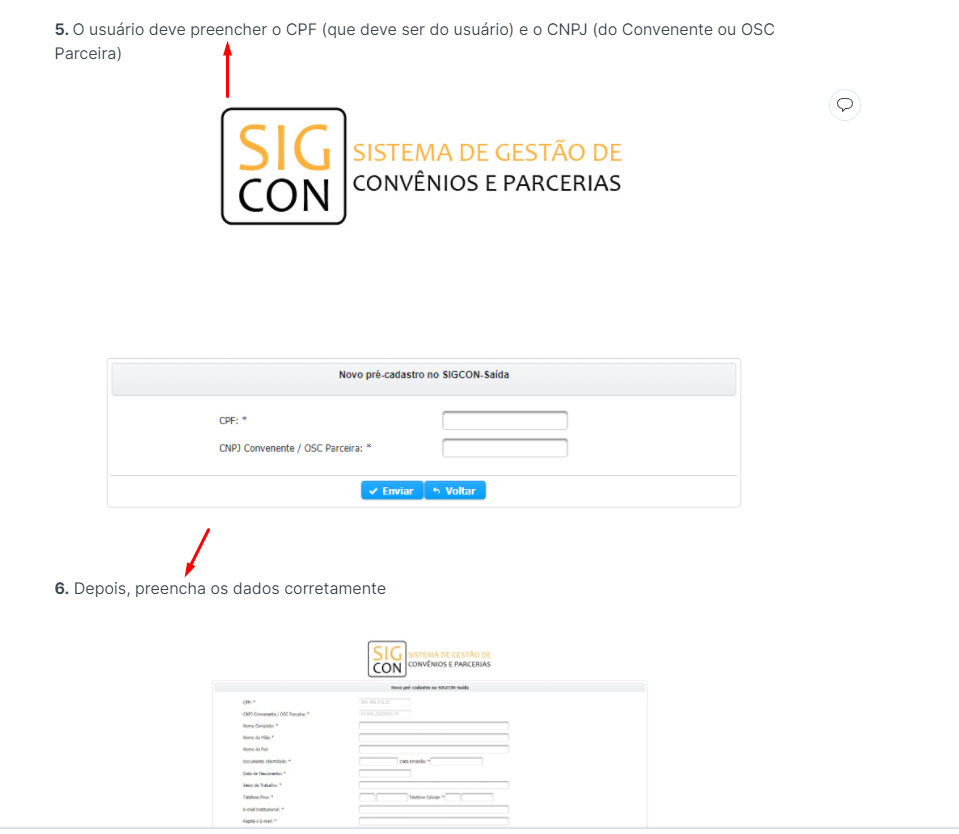 5. O usuário deve preencher o CPF (que deve ser do usuário) e o CNPJ (do Convenente ou OSC
Parceira)
SIG
CON
SISTEMA DE GESTÃO DE
CONVÊNIOS E PARCERIAS
Novo pré-cadastro no SIGCON-Saída
CPF: *
CNPJ Convenente / OSC Parceira: *
Enviar Voltar
6. Depois, preencha os dados corretamente
SIG
CON
SISTEMA DE GESTÃO DE
CONVÊNIOS E PARCERIAS
Novo pré-cadastro no SIGCON-Saída
CPF: *
CNPJ Convenente / OSC Parceira: *
Nome Completo: *
Nome da Mãe: *
Nome do Pai:
Documento Identidade: * Data Emissão: *
Data de Nascimento: *
Setor de Trabalho: *
Telefone Fixo: * Telefone Celular: *
E-mail Institucional: *
Repita o E-mail: *